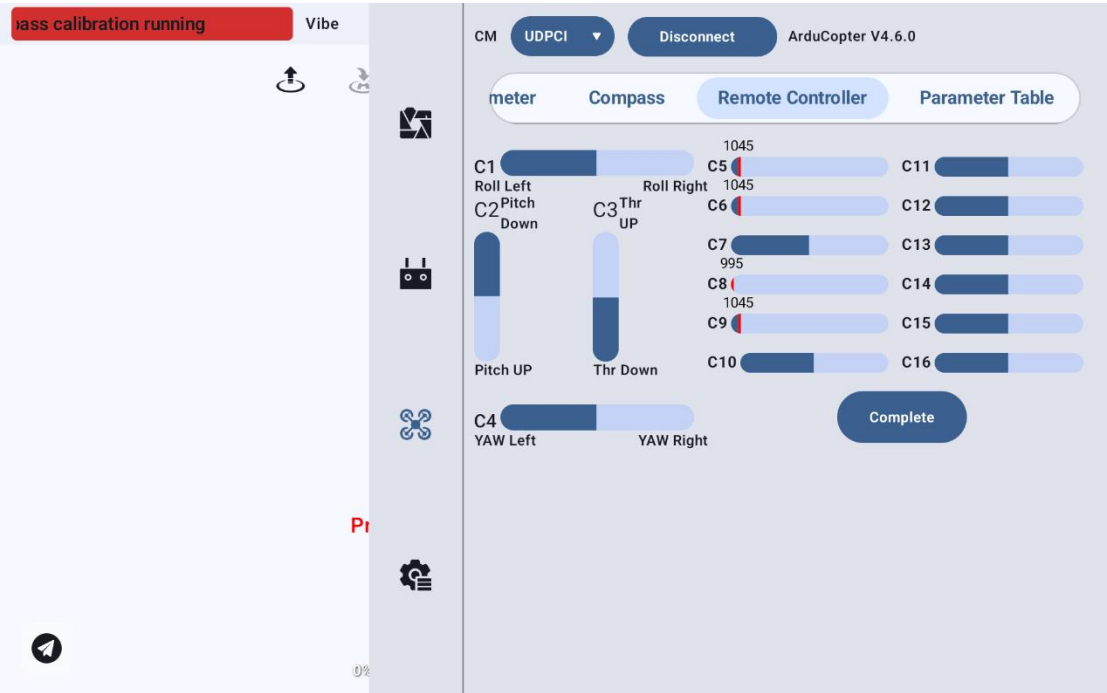 ass calibration running
Vibe
CM
UDPCI
Disconnect
ArduCopter V4.6.0
meter
Compass
Remote Controller
Parameter Table
C1
Roll Left
Roll Right
C2 Pitch Down
C3 Thr UP
Pitch UP
Thr Down
C4
YAW Left
YAW Right
1045
C5
1045
C6
C7
995
C8
1045
C9
C10
C11
C12
C13
C14
C15
C16
Complete
Pr
0%